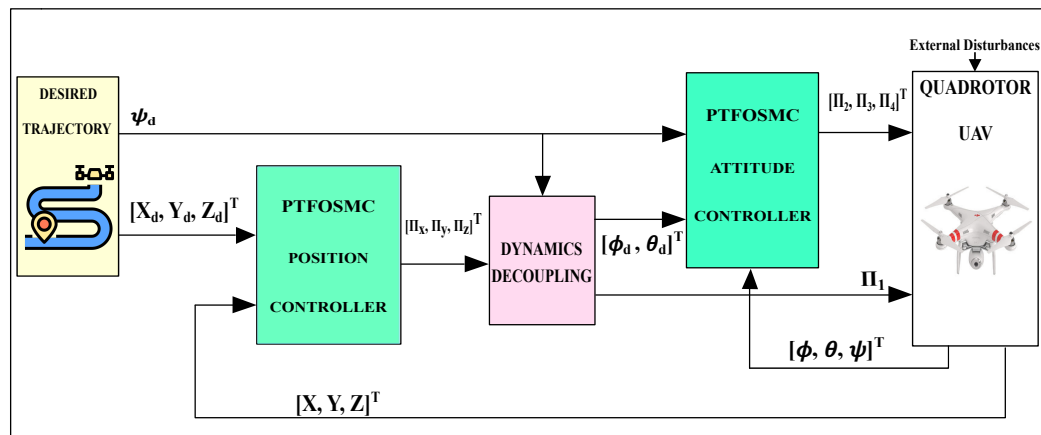 External Disturbances
DESIRED
TRAJECTORY
ψd
[Xd, Yd, Zd]T
PTFOSMC
POSITION
CONTROLLER
[Πx, Πy, Πz]T
DYNAMICS
DECOUPLING
[ϕd , θd]T
Π1
PTFOSMC
ATTITUDE
CONTROLLER
[Π2, Π3, Π4]T
QUADROTOR
UAV
[ϕ, θ, ψ]T
[X, Y, Z]T